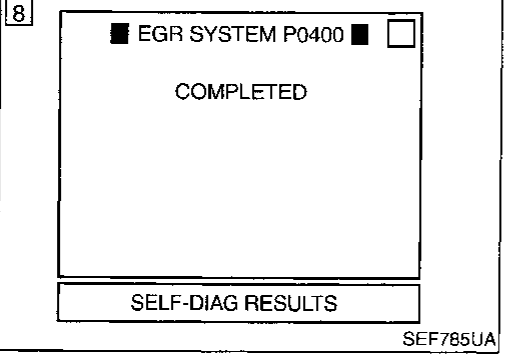 8
EGR SYSTEM P0400
COMPLETED
SELF-DIAG RESULTS
SEF785UA